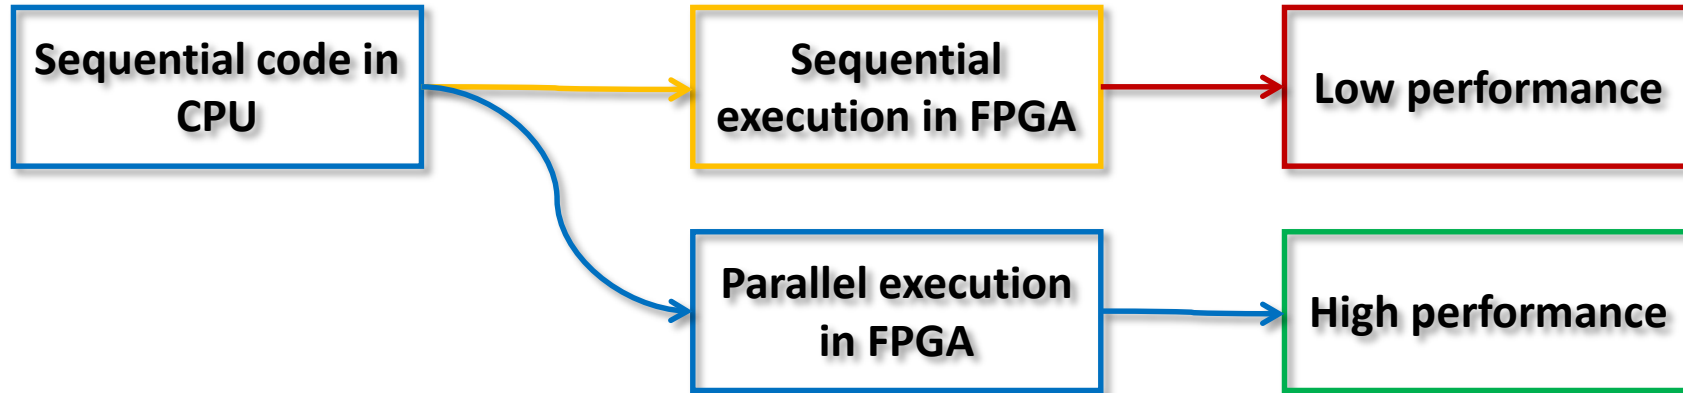 Sequential code in
CPU
Sequential
execution in FPGA
Low performance
Parallel execution
in FPGA
High performance